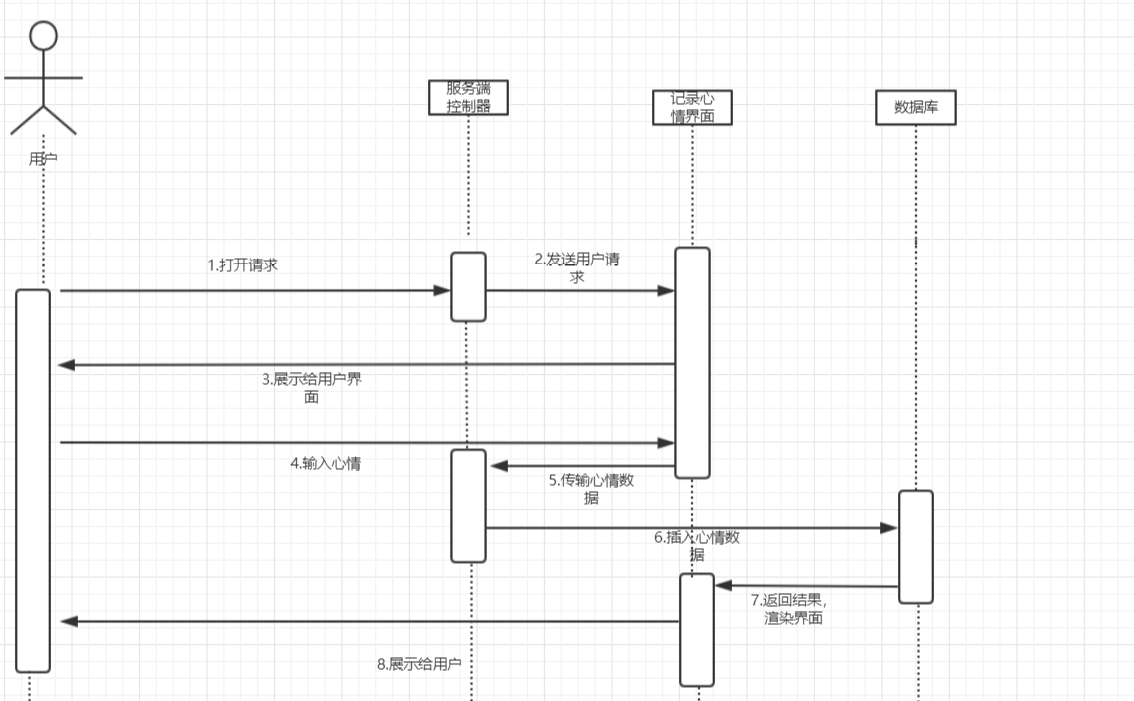 服务端
控制器
记录心
情界面
数据库
用户
1.打开请求
2.发送用户请
求
3.展示给用户界
面
4.输入心情
5.传输心情数
据
6.插入心情数
据
7.返回结果，
渲染界面
8.展示给用户